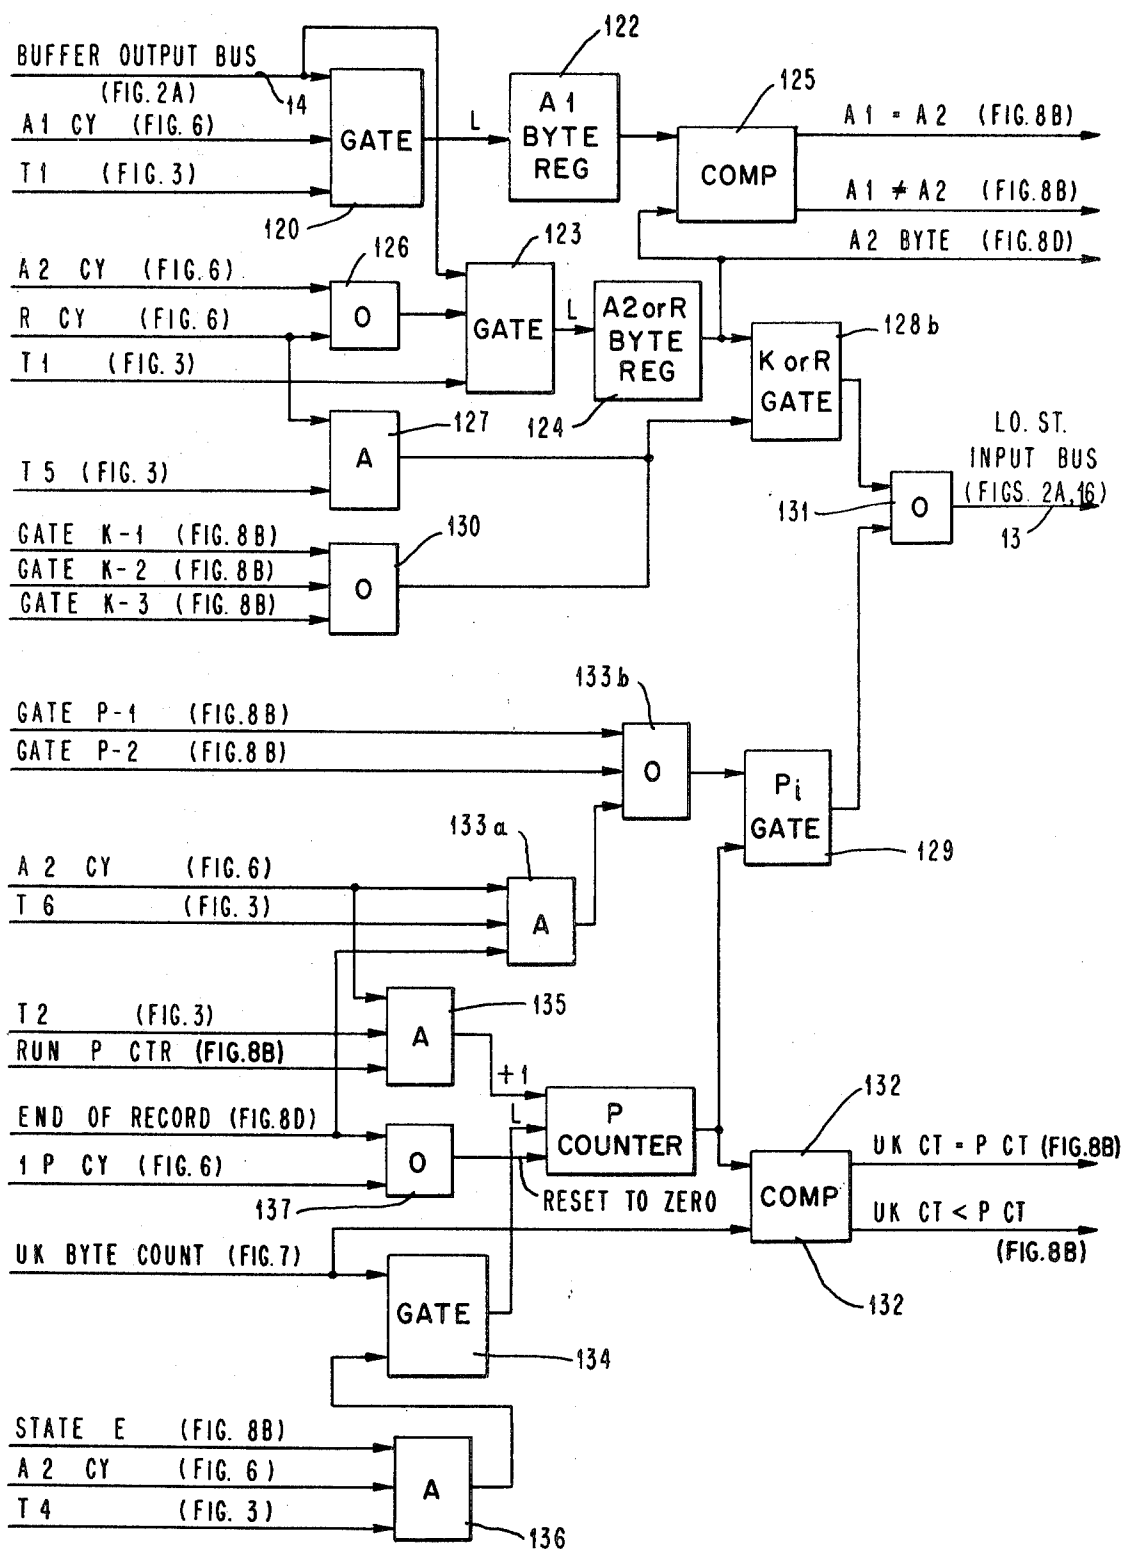 122
BUFFER OUTPUT BUS
(FIG. 2A)
14
A1 CY (FIG. 6)
T1 (FIG. 3)
GATE
120
L
A1
BYTE
REG
125
COMP
A1 = A2 (FIG. 8B)
A1 ≠ A2 (FIG. 8B)
A2 BYTE (FIG. 8D)
A2 CY (FIG. 6)
126
R CY (FIG. 6)
O
T1 (FIG. 3)
123
GATE
L
A2 or R
BYTE
REG
124
128b
K or R
GATE
127
A
T5 (FIG. 3)
LO. ST.
INPUT BUS
(FIGS. 2A, 16)
13
131
O
GATE K-1 (FIG. 8B)
GATE K-2 (FIG. 8B)
GATE K-3 (FIG. 8B)
130
O
133b
GATE P-1 (FIG. 8B)
GATE P-2 (FIG. 8B)
O
Pi
GATE
129
133a
A2 CY (FIG. 6)
T6 (FIG. 3)
A
135
T2 (FIG. 3)
RUN P CTR (FIG. 8B)
A
+1
L
P
COUNTER
END OF RECORD (FIG. 8D)
1 P CY (FIG. 6)
O
137
RESET TO ZERO
132
COMP
UK CT = P CT (FIG. 8B)
UK CT < P CT
(FIG. 8B)
132
UK BYTE COUNT (FIG. 7)
GATE
134
STATE E (FIG. 8B)
A2 CY (FIG. 6)
T4 (FIG. 3)
A
136